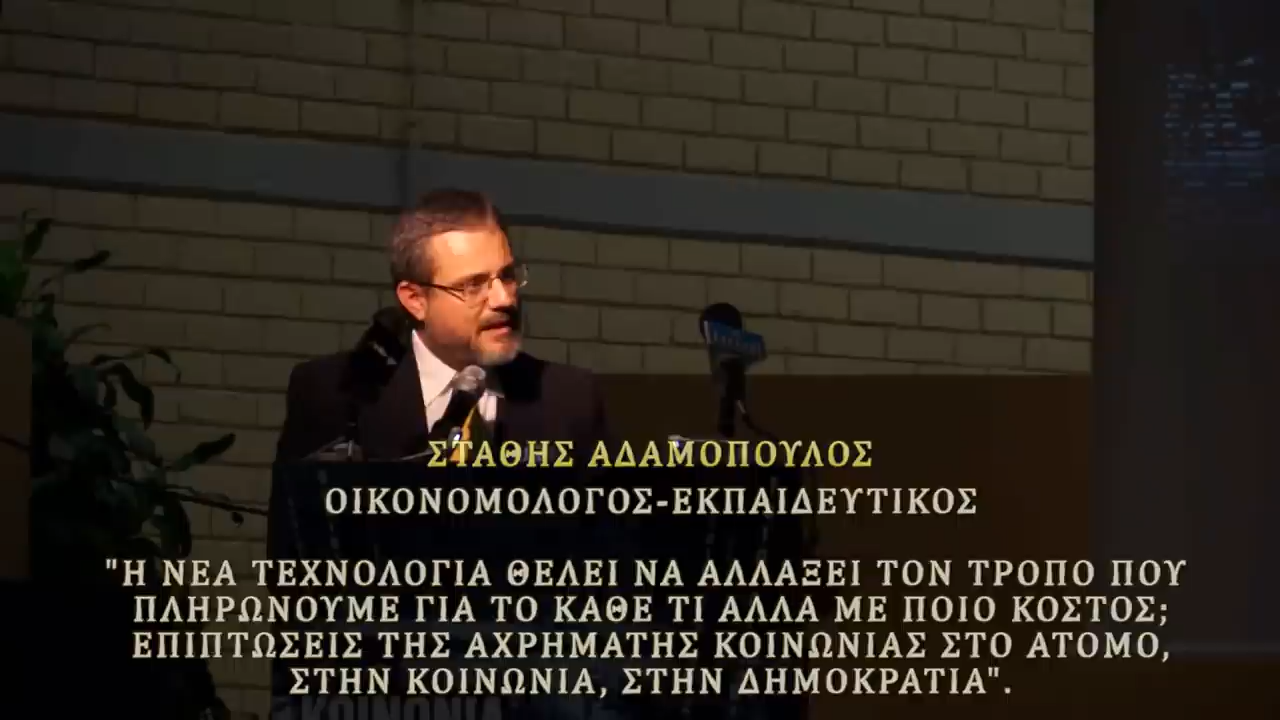 ΣΤΑΘΗΣ ΑΔΑΜΟΠΟΥΛΟΣ
ΟΙΚΟΝΟΜΟΛΟΓΟΣ-ΕΚΠΑΙΔΕΥΤΙΚΟΣ
"Η ΝΕΑ ΤΕΧΝΟΛΟΓΙΑ ΘΕΛΕΙ ΝΑ ΑΛΛΑΞΕΙ ΤΟΝ ΤΡΟΠΟ ΠΟΥ
ΠΛΗΡΩΝΟΥΜΕ ΓΙΑ ΤΟ ΚΑΘΕ ΤΙ ΑΛΛΑ ΜΕ ΠΟΙΟ ΚΟΣΤΟΣ;
ΕΠΙΠΤΩΣΕΙΣ ΤΗΣ ΑΧΡΗΜΑΤΗΣ ΚΟΙΝΩΝΙΑΣ ΣΤΟ ΑΤΟΜΟ,
ΣΤΗΝ ΚΟΙΝΩΝΙΑ, ΣΤΗΝ ΔΗΜΟΚΡΑΤΙΑ".
ΚΟΙΝΩΝΙΑ